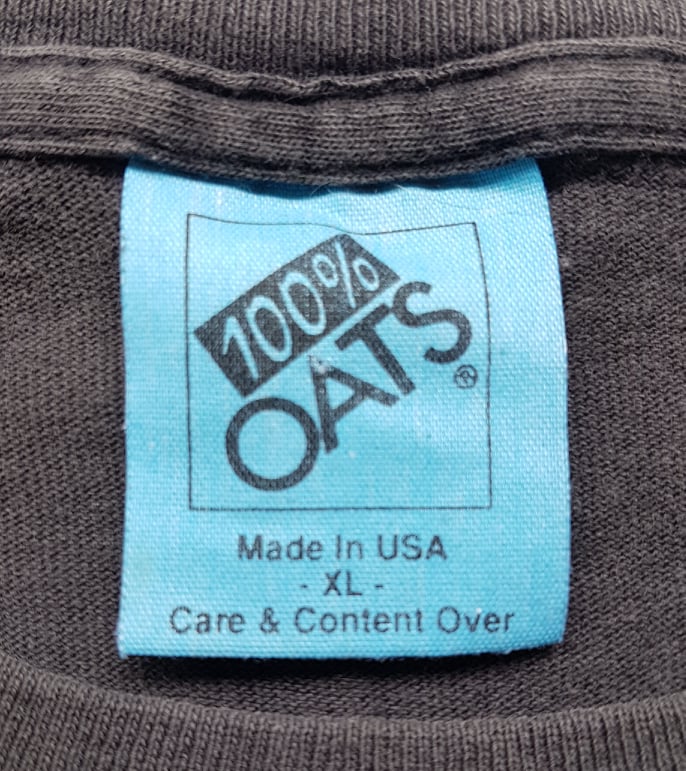 100%
OATS®
Made In USA
- XL -
Care & Content Over